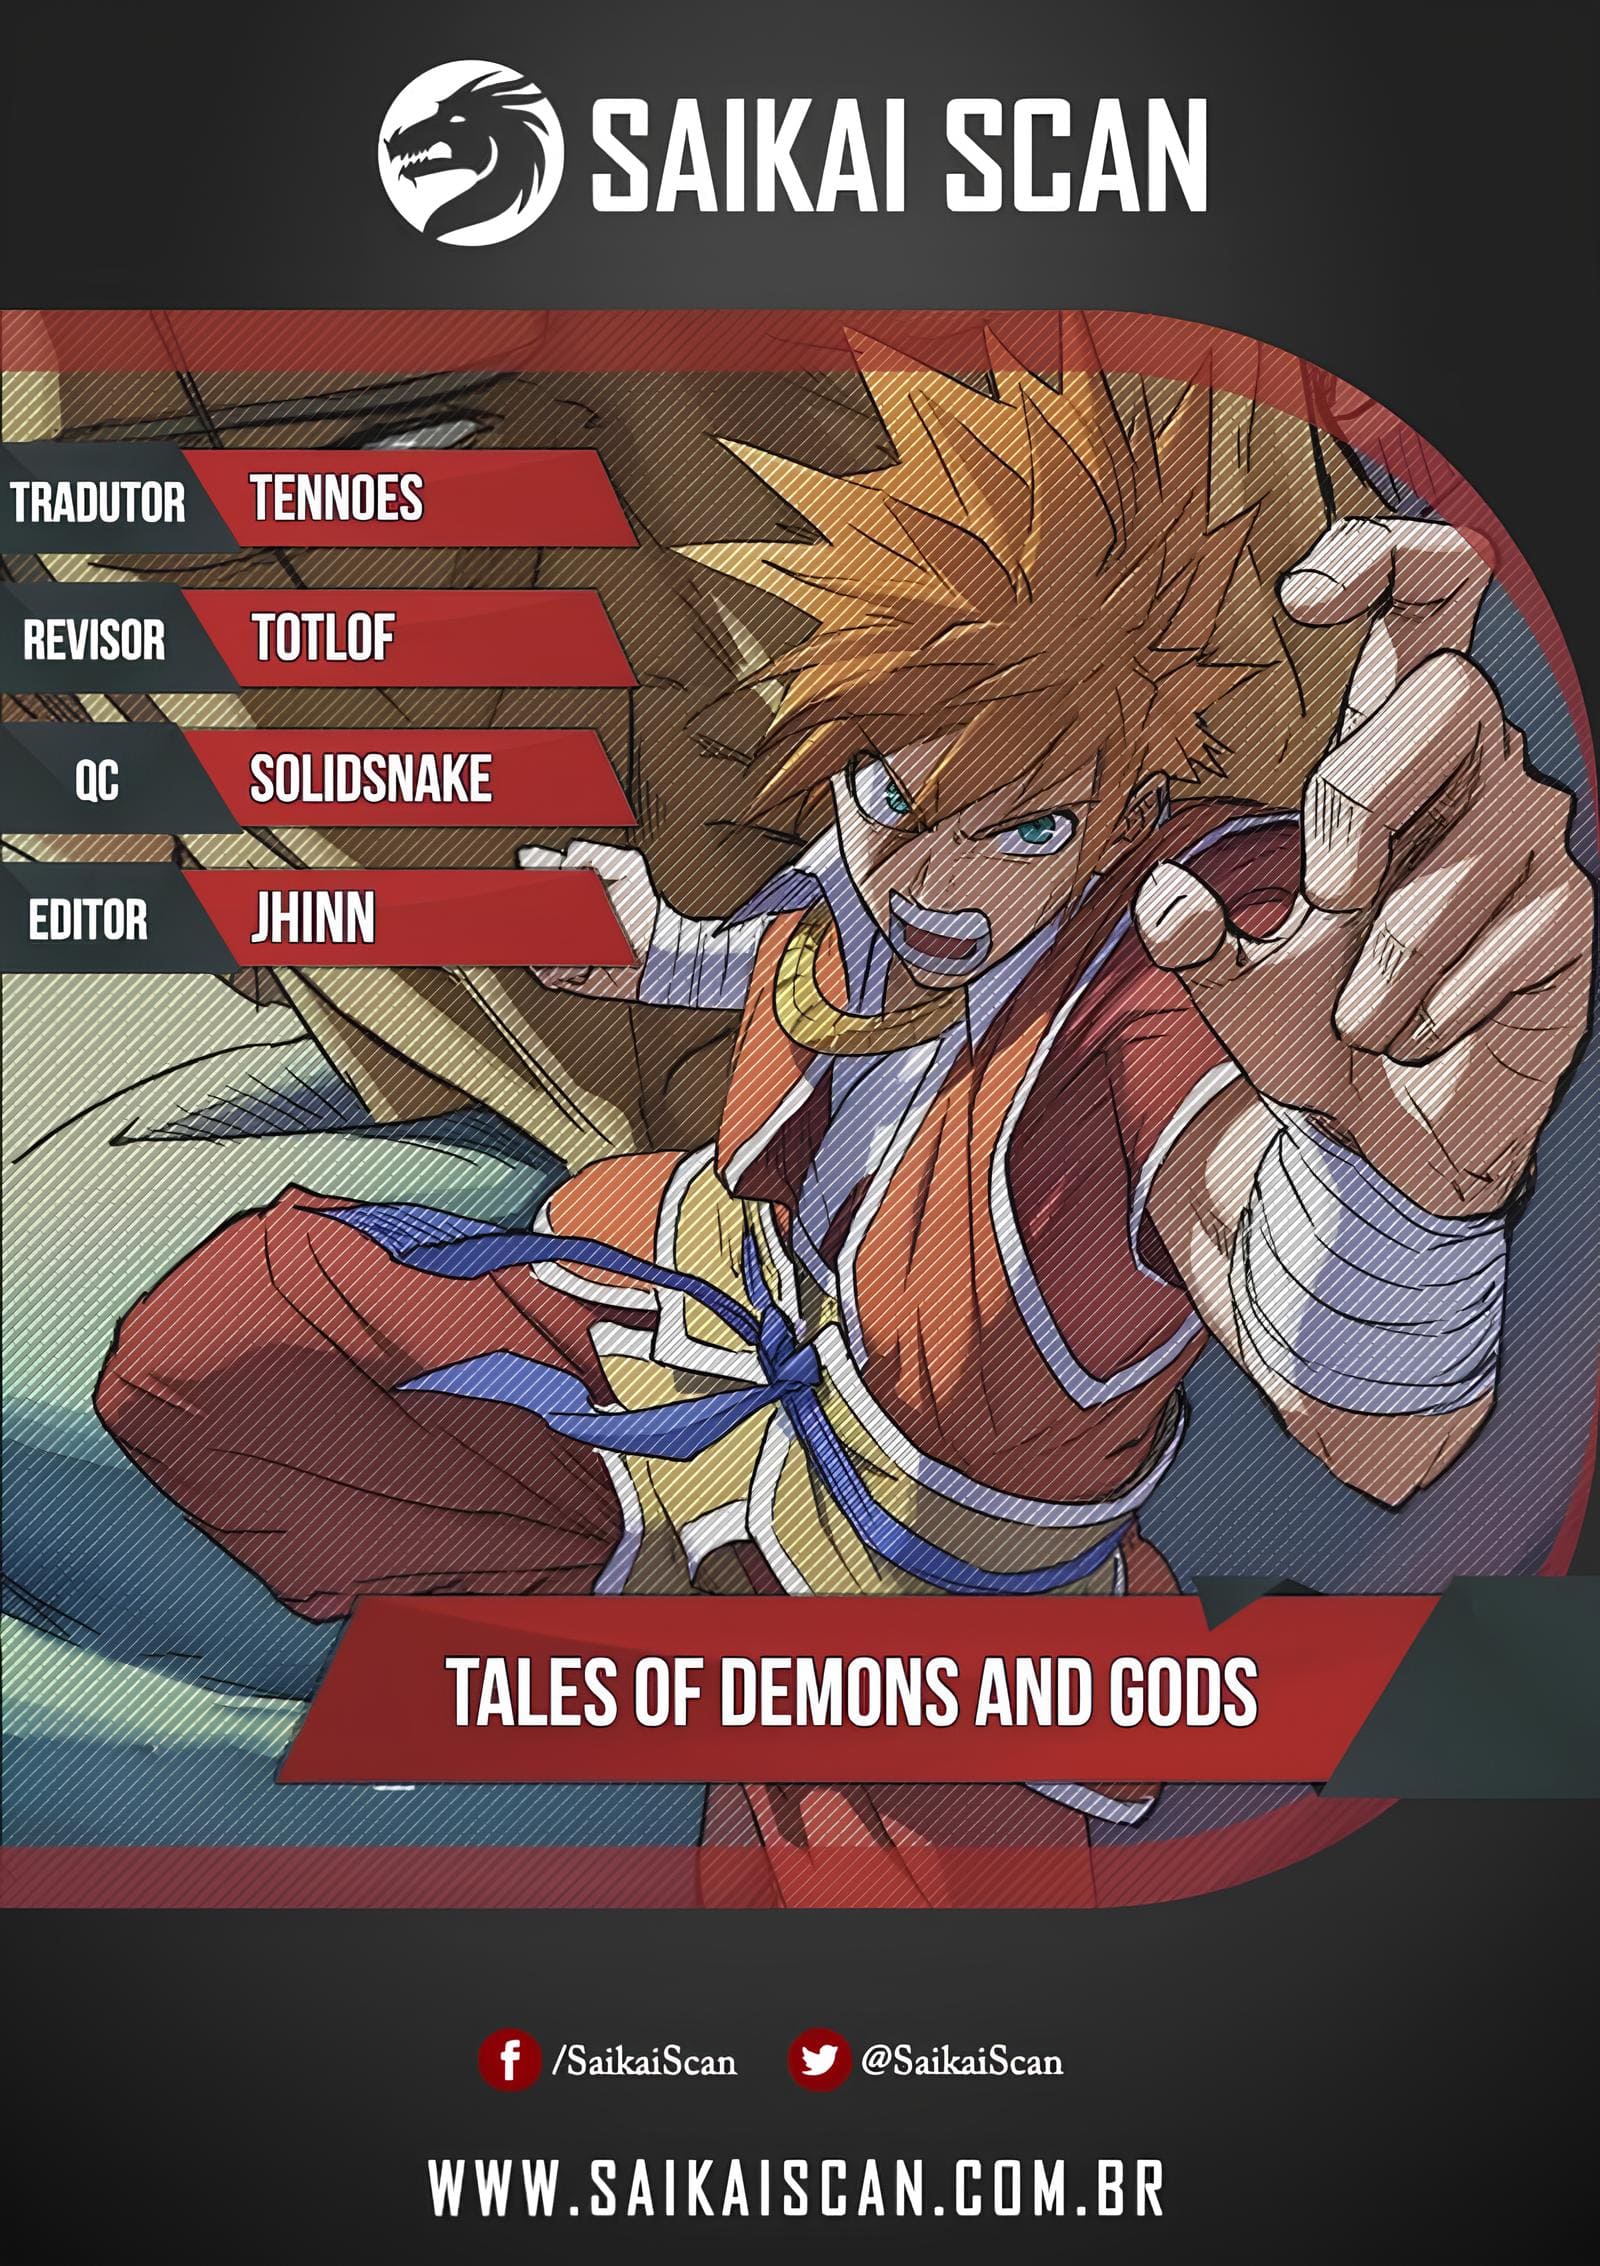 SAIKAI SCAN
TRADUTOR TENNOES
REVISOR TOTLOF
QC SOLIDSNAKE
EDITOR JHINN
TALES OF DEMONS AND GODS
/SaikaiScan @SaikaiScan
WWW.SAIKAISCAN.COM.BR